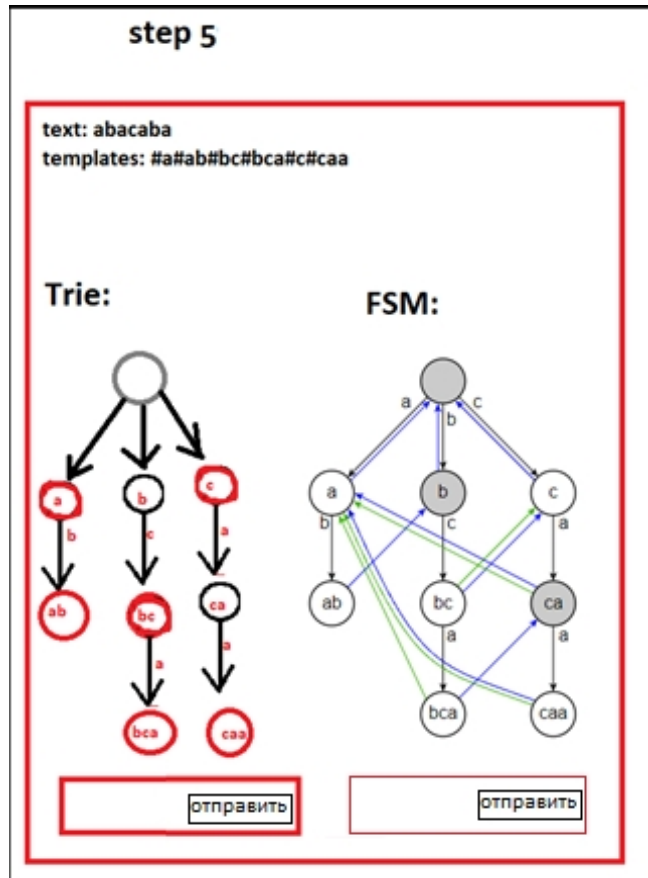 step 5
text: abacaba
templates: #a#ab#bc#bca#c#caa
Trie:
a
b
c
b
c
a
ab
bc
ca
a
a
bca
caa
отправить
FSM:
a
b
c
a
b
c
b
c
a
ab
bc
ca
a
a
bca
caa
отправить